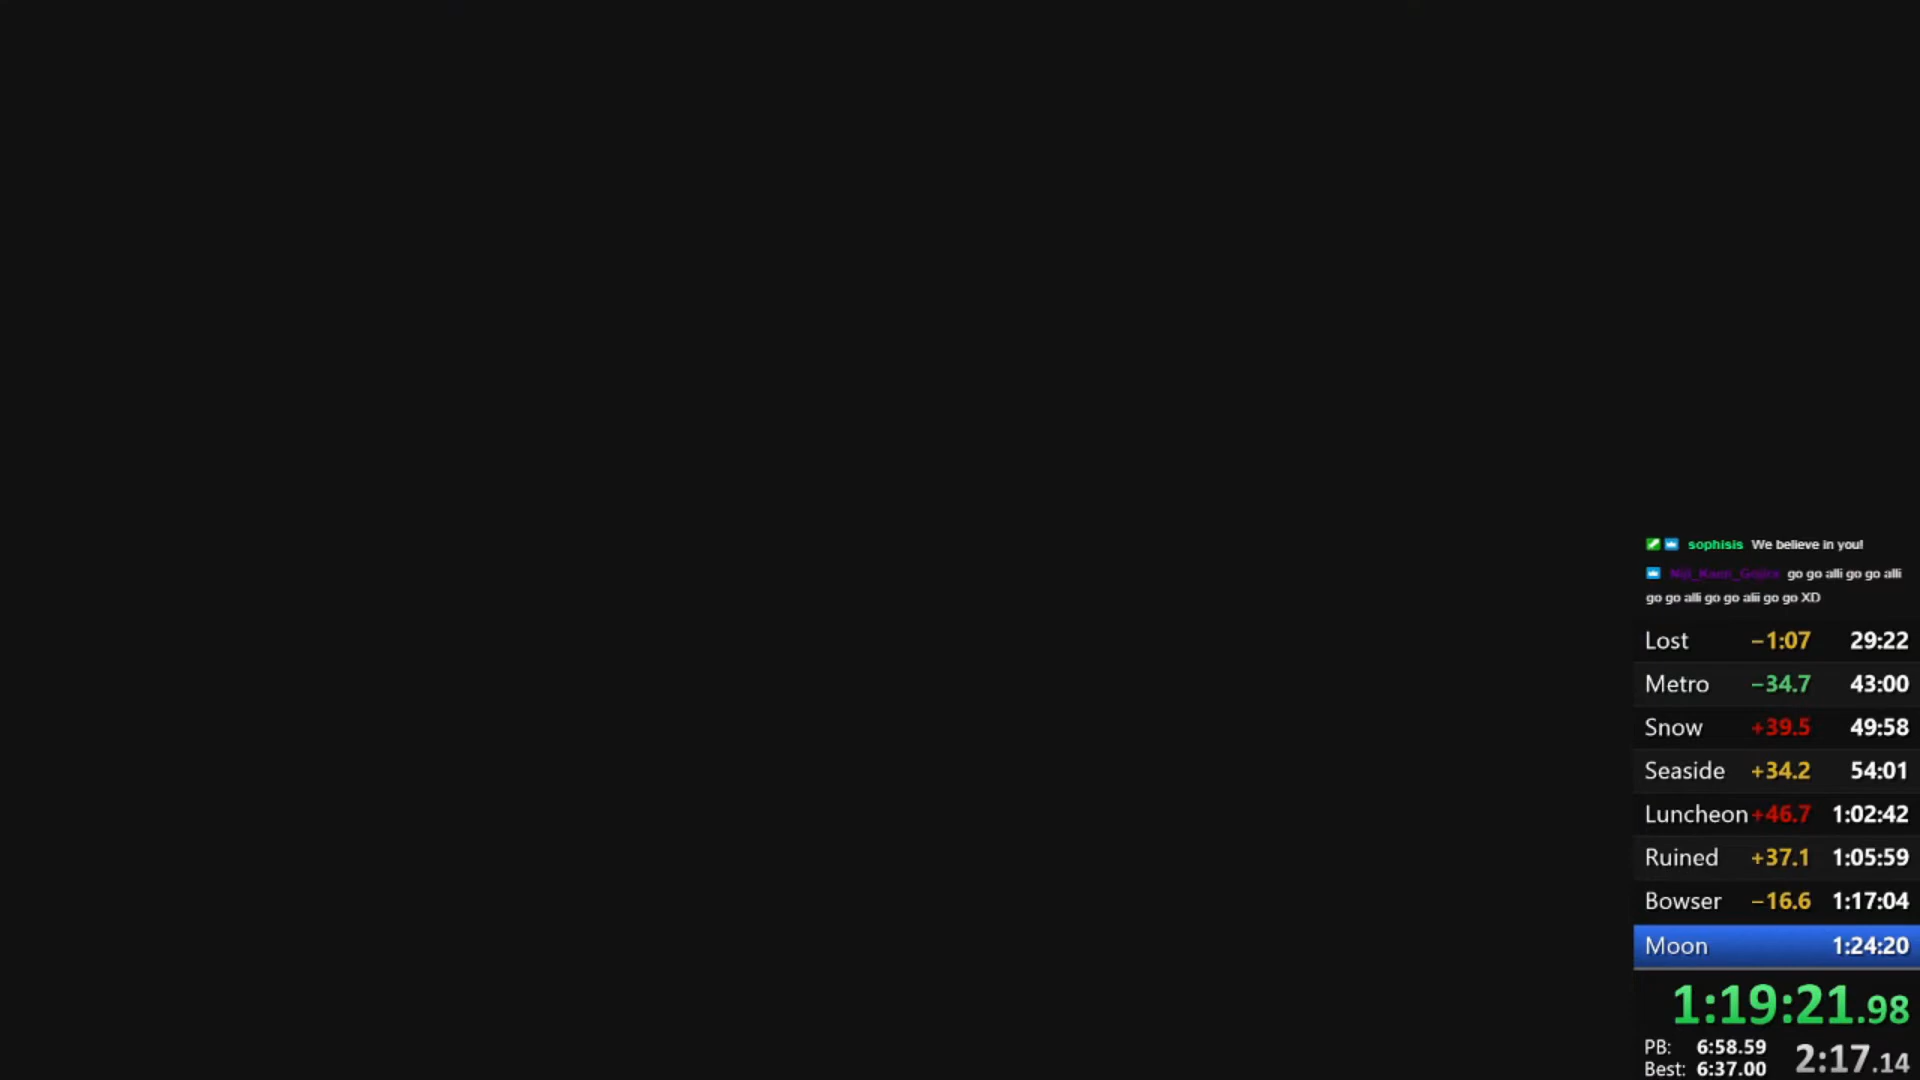 sophisis We believe in you!
go go alli go go alli
go go alli go go alii go go XD
Lost −1:07 29:22
Metro −34.7 43:00
Snow +39.5 49:58
Seaside +34.2 54:01
Luncheon +46.7 1:02:42
Ruined +37.1 1:05:59
Bowser −16.6 1:17:04
Moon 1:24:20
1:19:21.98
PB: 6:58.59
Best: 6:37.00
2:17.14